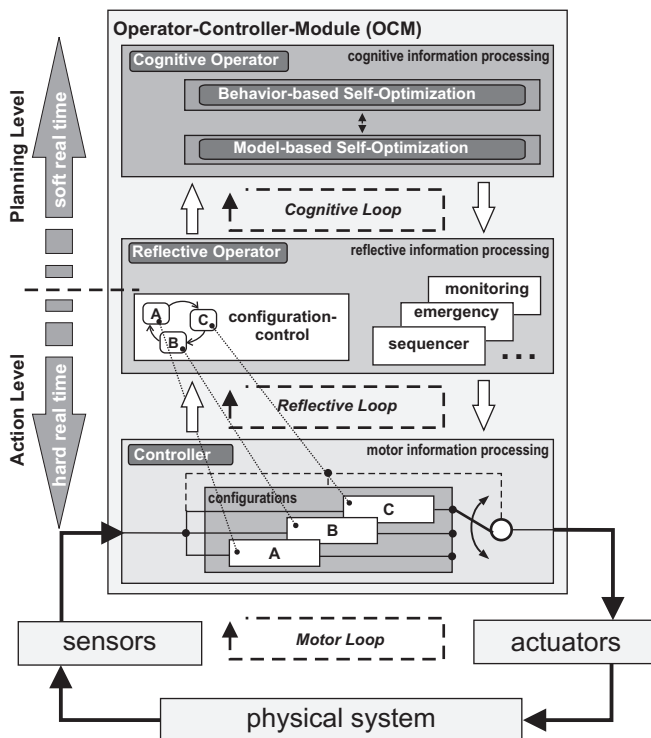 Operator-Controller-Module (OCM)
Cognitive Operator
cognitive information processing
Behavior-based Self-Optimization
Model-based Self-Optimization
Planning Level
soft real time
Cognitive Loop
Reflective Operator
reflective information processing
A
B
C
configuration-
control
monitoring
emergency
sequencer
...
Action Level
hard real time
Reflective Loop
Controller
motor information processing
configurations
C
B
A
sensors
Motor Loop
actuators
physical system